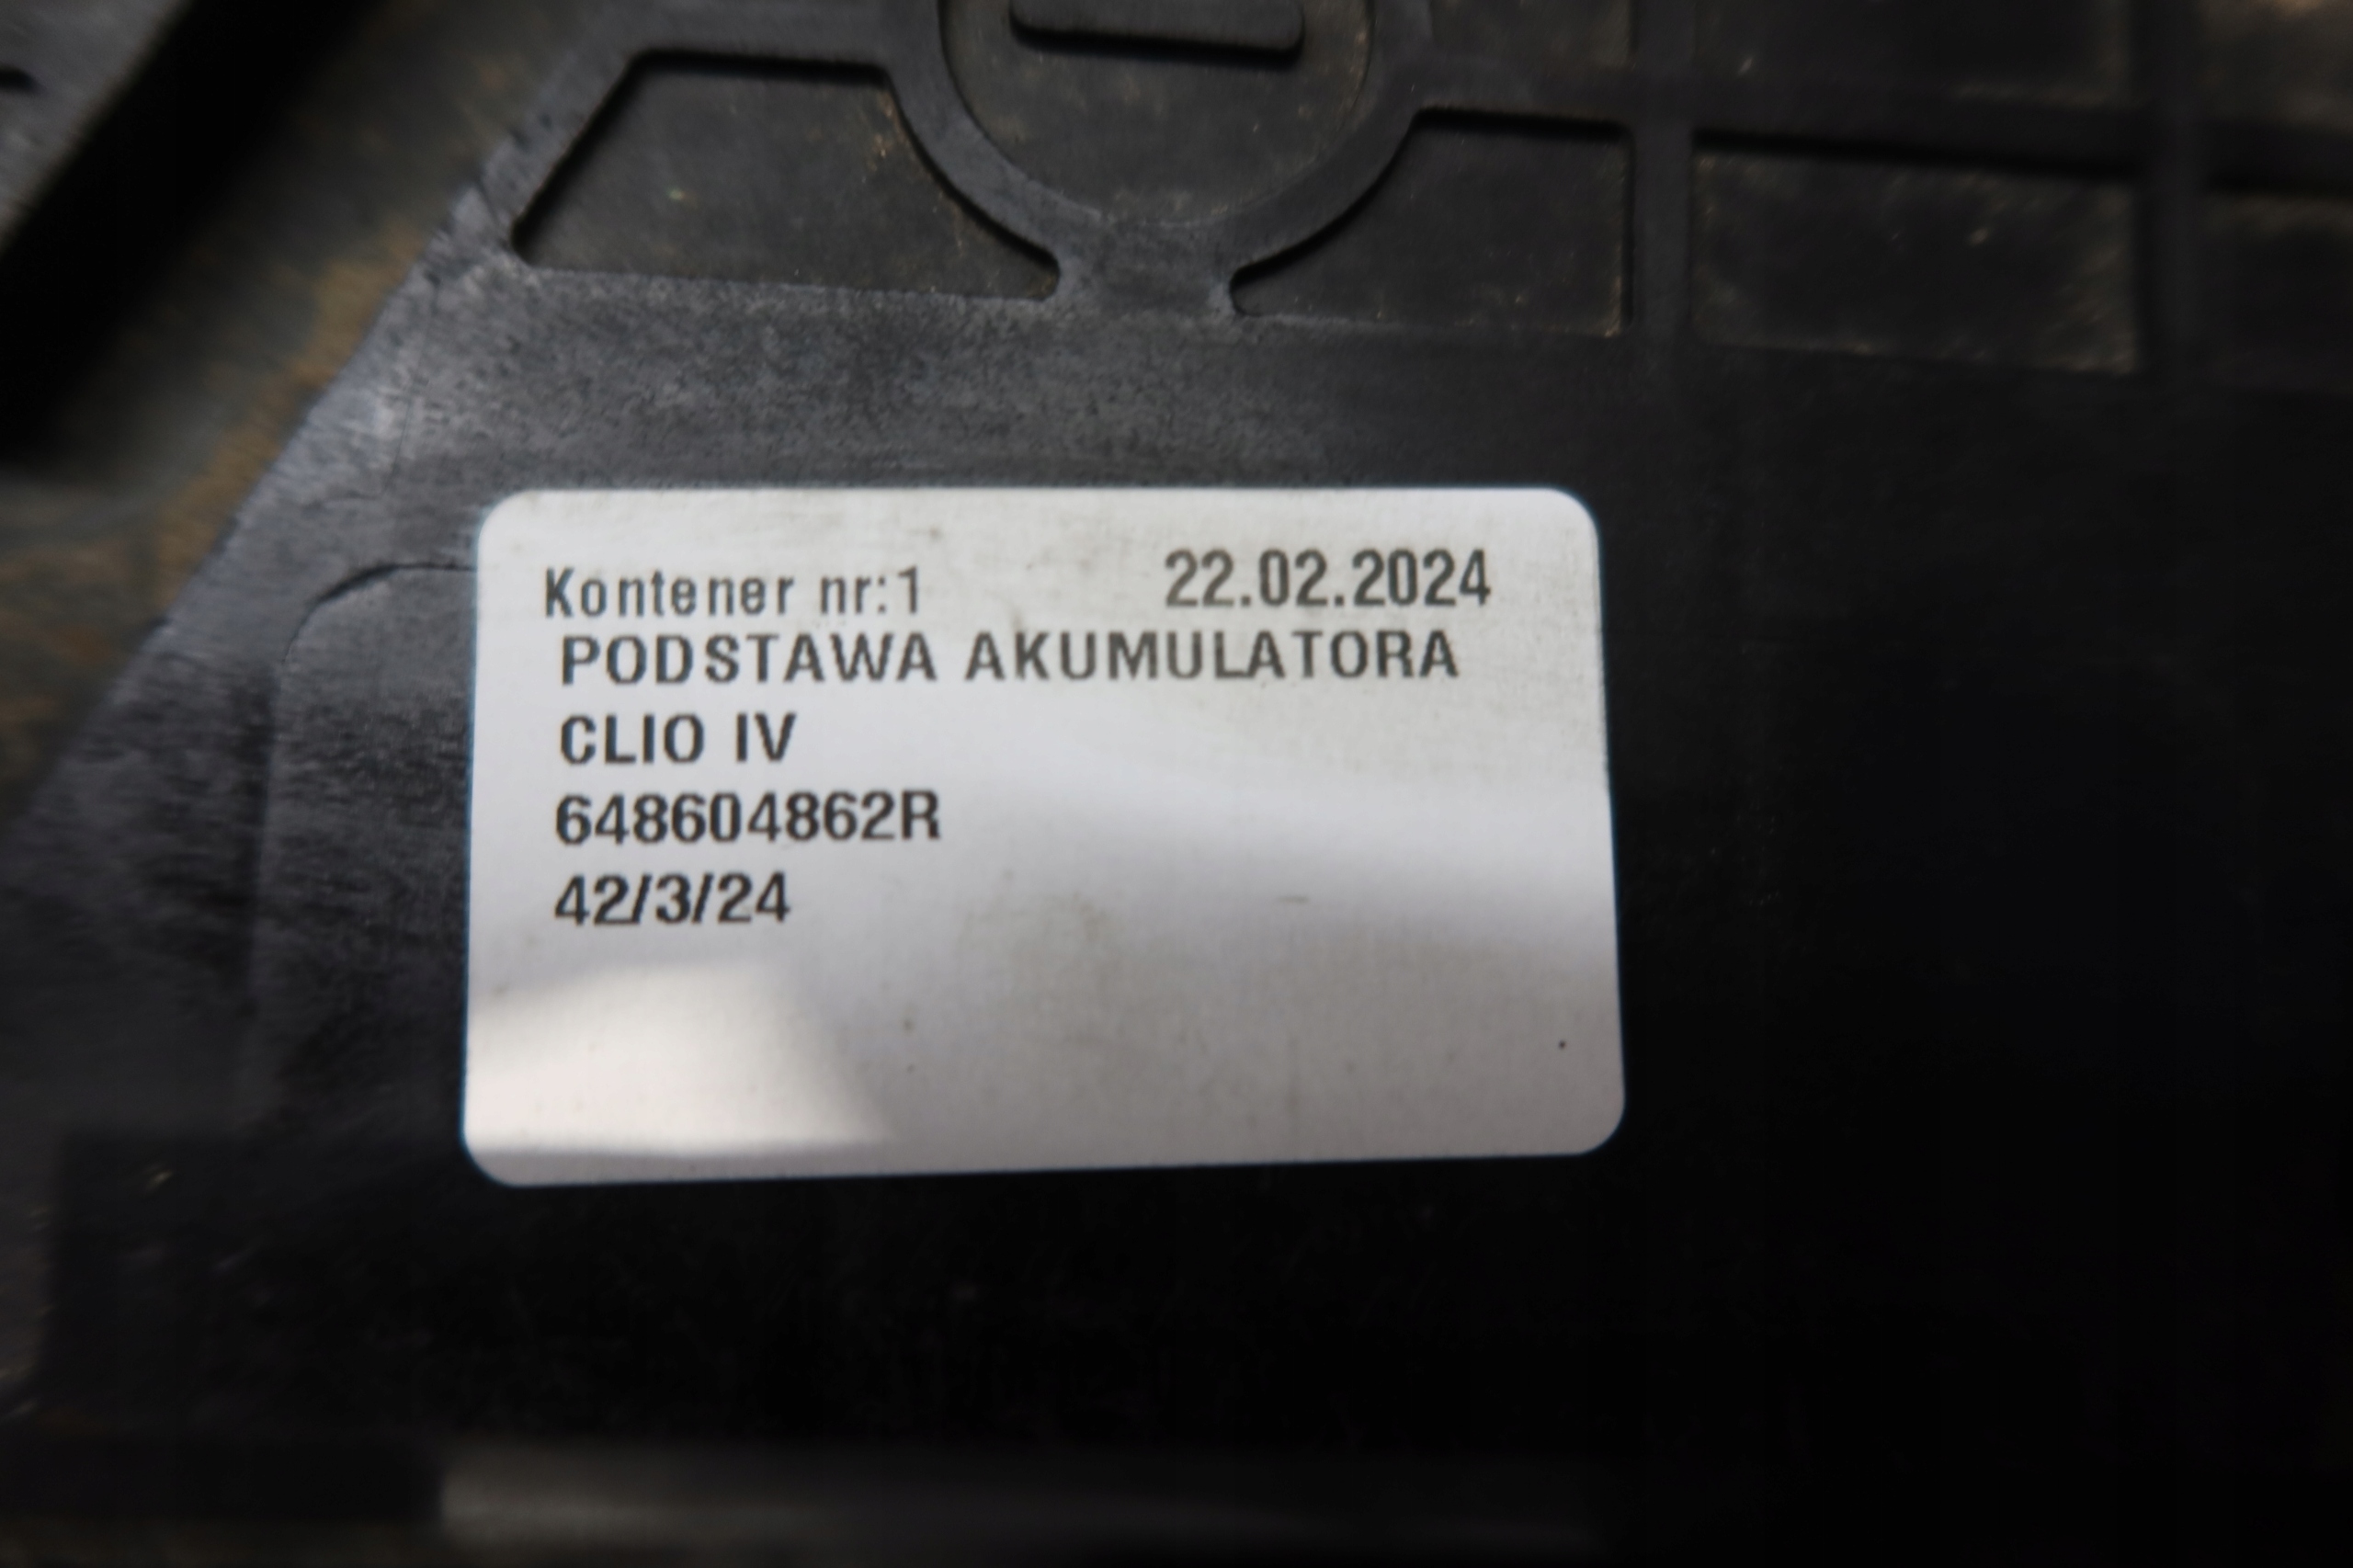 Kontener nr:1 22.02.2024
PODSTAWA AKUMULATORA
CLIO IV
648604862R
42/3/24